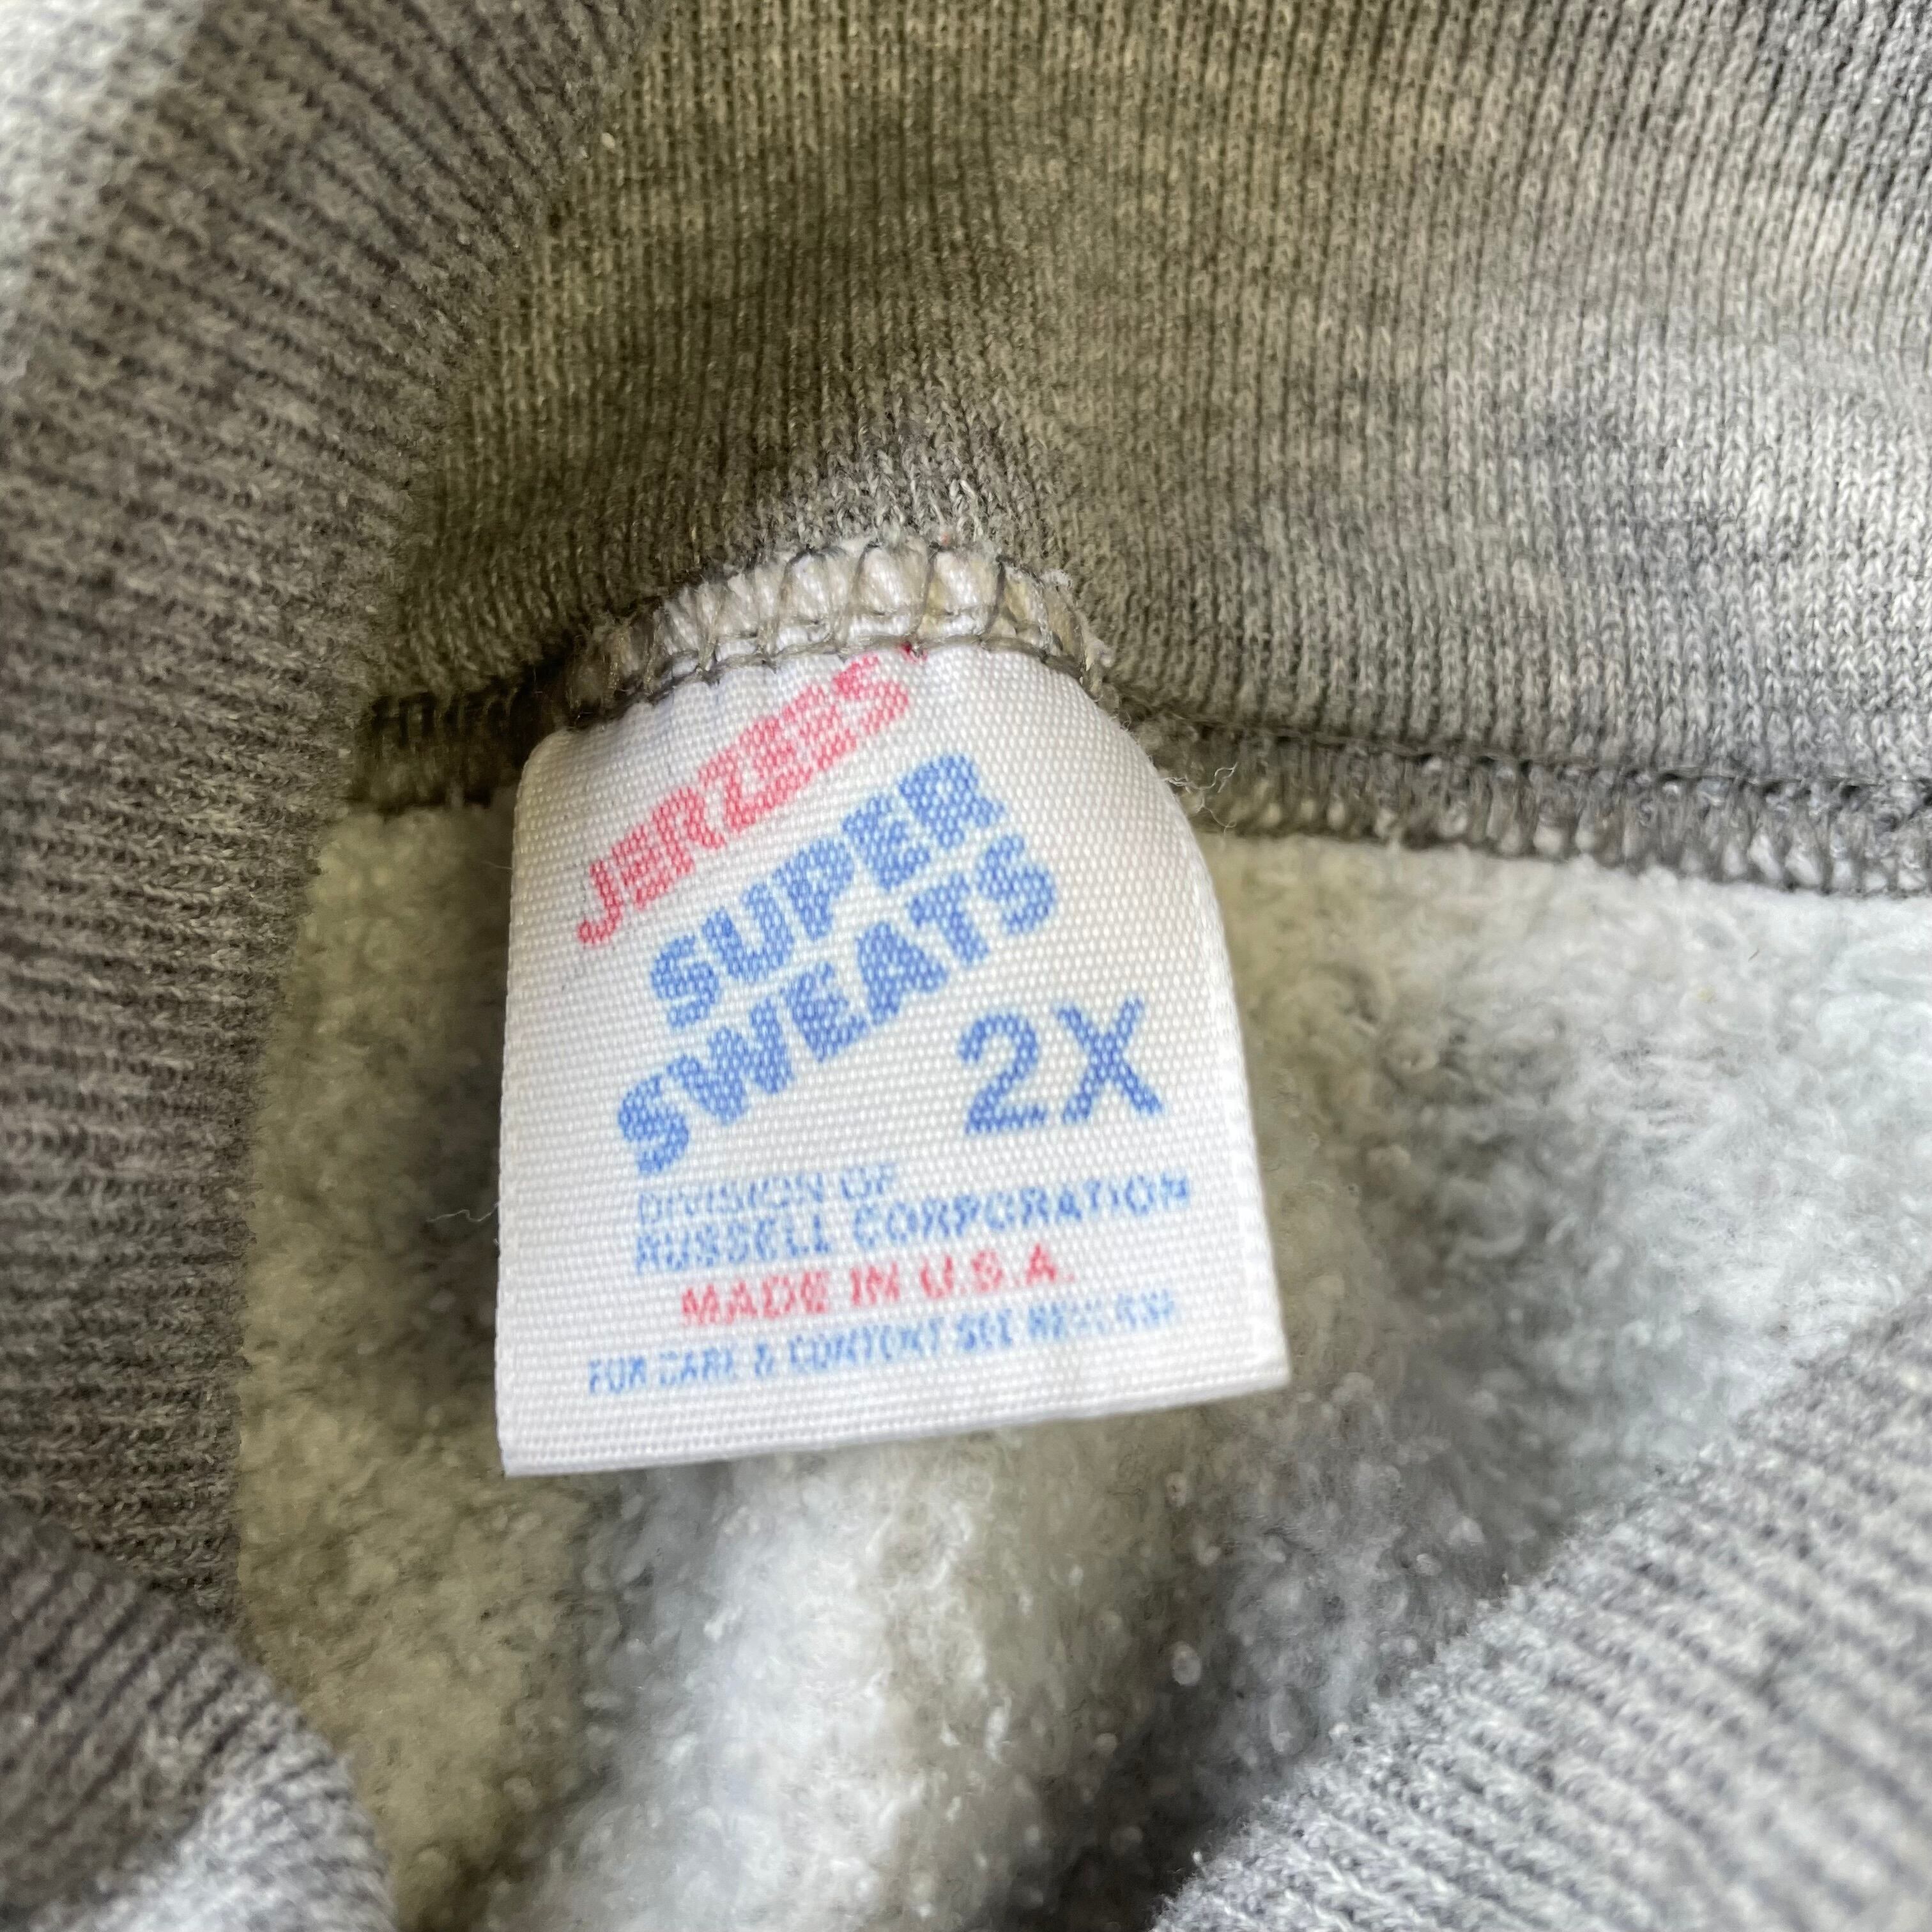 JERZEES
SUPER
SWEATS
2X
DIVISION OF
RUSSELL CORPORATION
MADE IN U.S.A.
FOR CARE & CONTENT SEE REVERSE